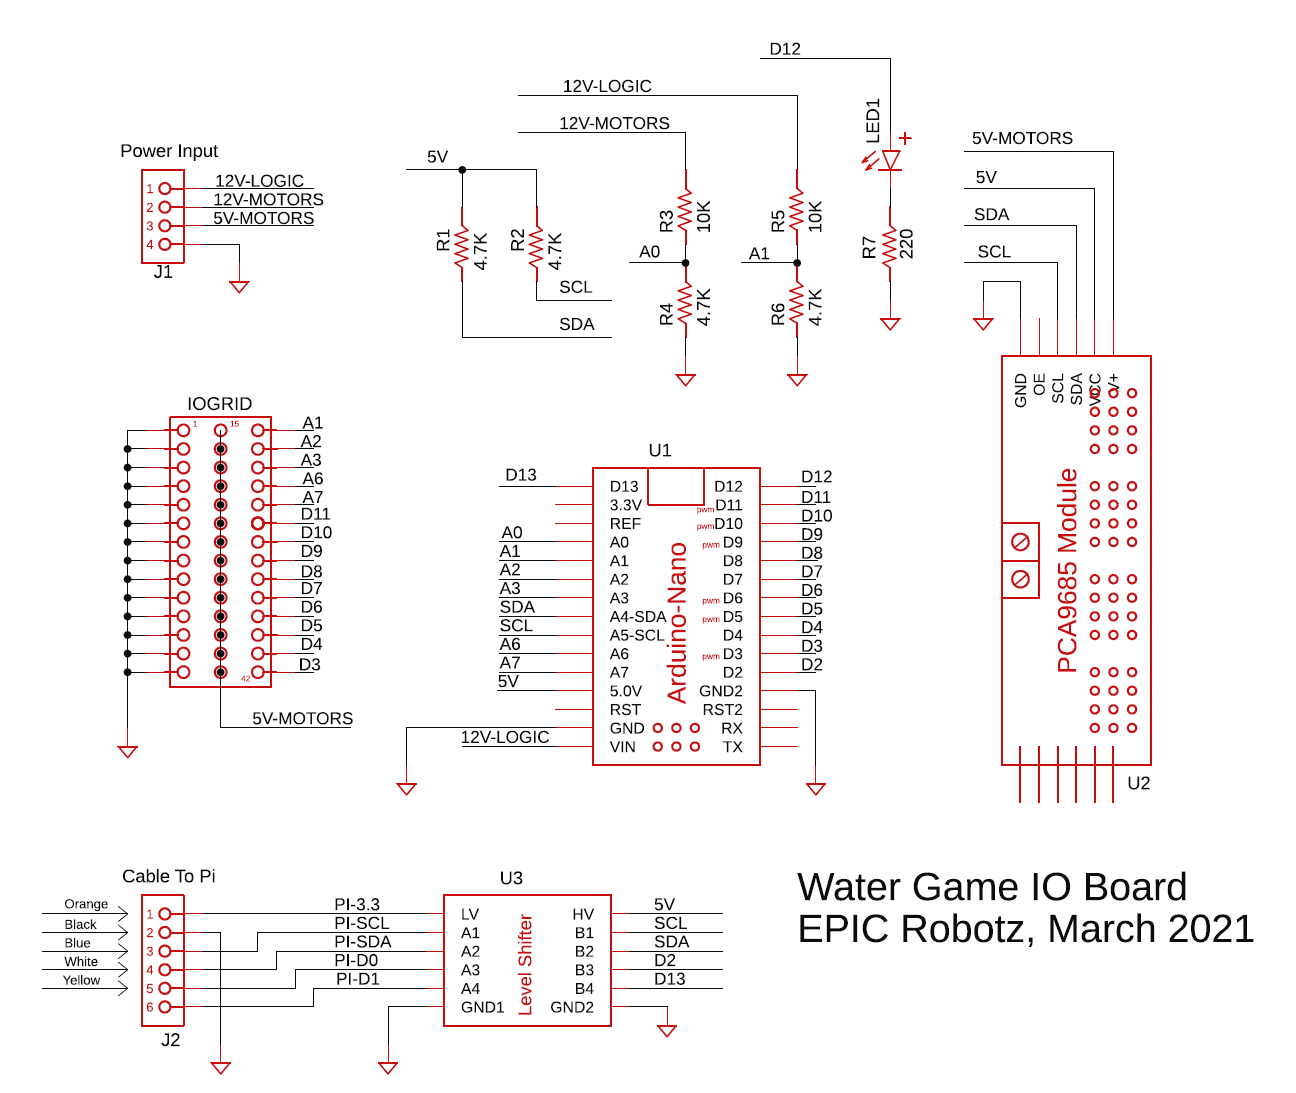 D12
12V-LOGIC
12V-MOTORS
5V
LED1
+
R1
4.7K
R2
4.7K
R3
10K
R5
10K
R7
220
A0
A1
R4
4.7K
R6
4.7K
SCL
SDA
Power Input
1
2
3
4
12V-LOGIC
12V-MOTORS
5V-MOTORS
J1
5V-MOTORS
5V
SDA
SCL
GND
OE
SCL
SDA
VCC
V+
PCA9685 Module
U2
IOGRID
1
15
42
A1
A2
A3
A6
A7
D11
D10
D9
D8
D7
D6
D5
D4
D3
5V-MOTORS
U1
D13
A0
A1
A2
A3
SDA
SCL
A6
A7
5V
12V-LOGIC
D13
3.3V
REF
A0
A1
A2
A3
A4-SDA
A5-SCL
A6
A7
5.0V
RST
GND
VIN
Arduino-Nano
D12
pwm D11
pwm D10
pwm D9
D8
D7
pwm D6
pwm D5
D4
pwm D3
D2
GND2
RST2
RX
TX
D12
D11
D10
D9
D8
D7
D6
D5
D4
D3
D2
Cable To Pi
Orange
Black
Blue
White
Yellow
1
2
3
4
5
6
J2
PI-3.3
PI-SCL
PI-SDA
PI-D0
PI-D1
U3
LV
A1
A2
A3
A4
GND1
Level Shifter
HV
B1
B2
B3
B4
GND2
5V
SCL
SDA
D2
D13
Water Game IO Board
EPIC Robotz, March 2021